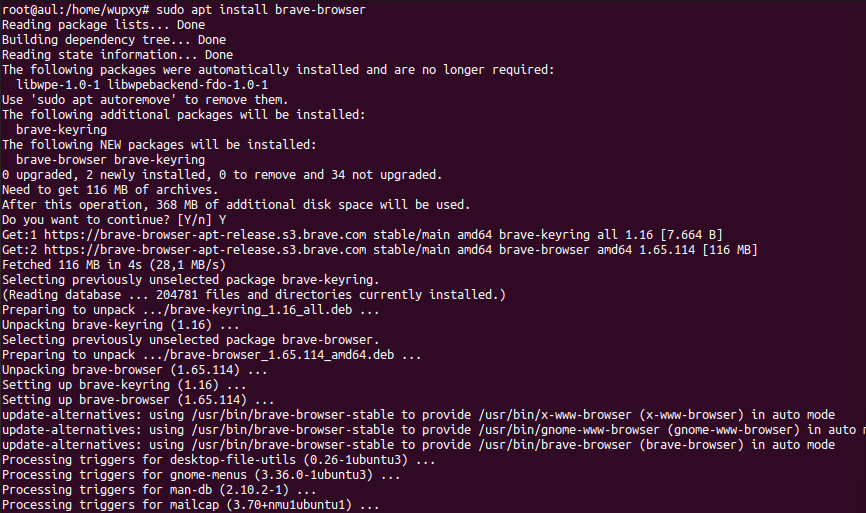 root@aul:/home/wupxy# sudo apt install brave-browser
Reading package lists... Done
Building dependency tree... Done
Reading state information... Done
The following packages were automatically installed and are no longer required:
  libwpe-1.0-1 libwpebackend-fdo-1.0-1
Use 'sudo apt autoremove' to remove them.
The following additional packages will be installed:
  brave-keyring
The following NEW packages will be installed:
  brave-browser brave-keyring
0 upgraded, 2 newly installed, 0 to remove and 34 not upgraded.
Need to get 116 MB of archives.
After this operation, 368 MB of additional disk space will be used.
Do you want to continue? [Y/n] Y
Get:1 https://brave-browser-apt-release.s3.brave.com stable/main amd64 brave-keyring all 1.16 [7.664 B]
Get:2 https://brave-browser-apt-release.s3.brave.com stable/main amd64 brave-browser amd64 1.65.114 [116 MB]
Fetched 116 MB in 4s (28,1 MB/s)
Selecting previously unselected package brave-keyring.
(Reading database ... 204781 files and directories currently installed.)
Preparing to unpack .../brave-keyring_1.16_all.deb ...
Unpacking brave-keyring (1.16) ...
Selecting previously unselected package brave-browser.
Preparing to unpack .../brave-browser_1.65.114_amd64.deb ...
Unpacking brave-browser (1.65.114) ...
Setting up brave-keyring (1.16) ...
Setting up brave-browser (1.65.114) ...
update-alternatives: using /usr/bin/brave-browser-stable to provide /usr/bin/x-www-browser (x-www-browser) in auto mode
update-alternatives: using /usr/bin/brave-browser-stable to provide /usr/bin/gnome-www-browser (gnome-www-browser) in auto
update-alternatives: using /usr/bin/brave-browser-stable to provide /usr/bin/brave-browser (brave-browser) in auto mode
Processing triggers for desktop-file-utils (0.26-1ubuntu3) ...
Processing triggers for gnome-menus (3.36.0-1ubuntu3) ...
Processing triggers for man-db (2.10.2-1) ...
Processing triggers for mailcap (3.70+nmu1ubuntu1) ...